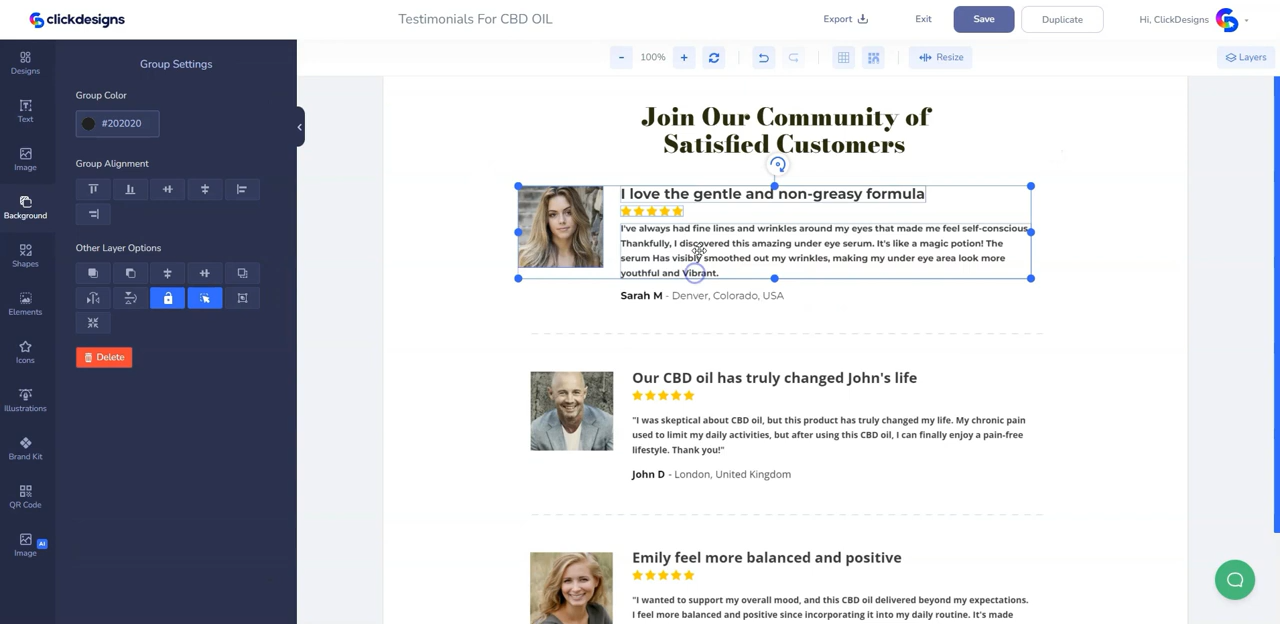 clickdesigns
Testimonials For CBD OIL
Export
Exit
Save
Duplicate
Hi, ClickDesigns
Designs
Text
Image
Background
Shapes
Elements
Icons
Illustrations
Brand Kit
QR Code
Image
AI
Group Settings
Group Color
#202020
Group Alignment
Other Layer Options
Delete
- 100% +
Resize
Layers
Join Our Community of
Satisfied Customers
I love the gentle and non-greasy formula
I've always had fine lines and wrinkles around my eyes that made me feel self-conscious.
Thankfully, I discovered this amazing under eye serum. It's like a magic potion! The
serum Has visibly smoothed out my wrinkles, making my under eye area look more
youthful and Vibrant.
Sarah M - Denver, Colorado, USA
Our CBD oil has truly changed John's life
"I was skeptical about CBD oil, but this product has truly changed my life. My chronic pain
used to limit my daily activities, but after using this CBD oil, I can finally enjoy a pain-free
lifestyle. Thank you!"
John D - London, United Kingdom
Emily feel more balanced and positive
"I wanted to support my overall mood, and this CBD oil delivered beyond my expectations.
I feel more balanced and positive since incorporating it into my daily routine. It's made